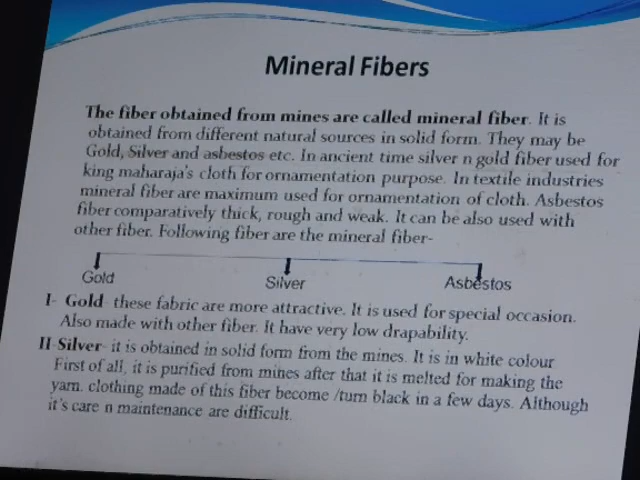 Mineral Fibers
The fiber obtained from mines are called mineral fiber. It is
obtained from different natural sources in solid form. They may be
Gold, Silver and asbestos etc. In ancient time silver n gold fiber used for
king maharaja's cloth for ornamentation purpose. In textile industries
mineral fiber are maximum used for ornamentation of cloth. Asbestos
fiber comparatively thick, rough and weak. It can be also used with
other fiber. Following fiber are the mineral fiber-
Gold Silver Asbestos
I- Gold- these fabric are more attractive. It is used for special occasion.
Also made with other fiber. It have very low drapability.
II-Silver- it is obtained in solid form from the mines. It is in white colour
First of all, it is purified from mines after that it is melted for making the
yarn. clothing made of this fiber become /turn black in a few days. Although
it's care n maintenance are difficult.